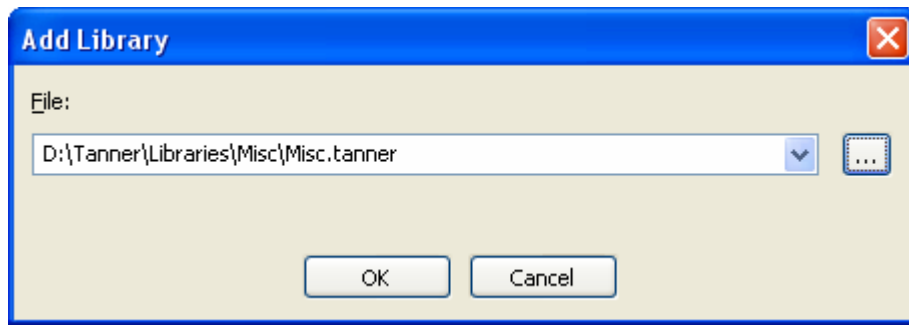 Add Library
File:
D:\Tanner\Libraries\Misc\Misc.tanner
...
OK Cancel